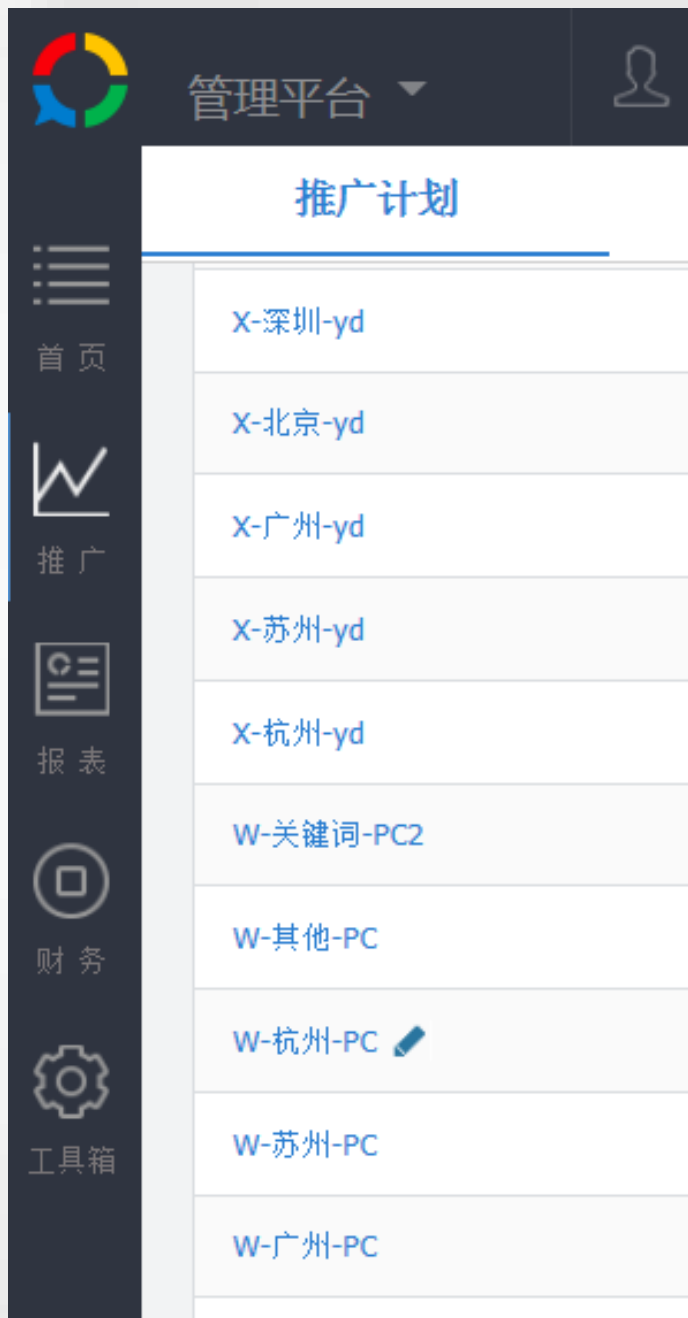 管理平台
推广计划
首页
推广
报表
财务
工具箱
X-深圳-yd
X-北京-yd
X-广州-yd
X-苏州-yd
X-杭州-yd
W-关键词-PC2
W-其他-PC
W-杭州-PC
W-苏州-PC
W-广州-PC